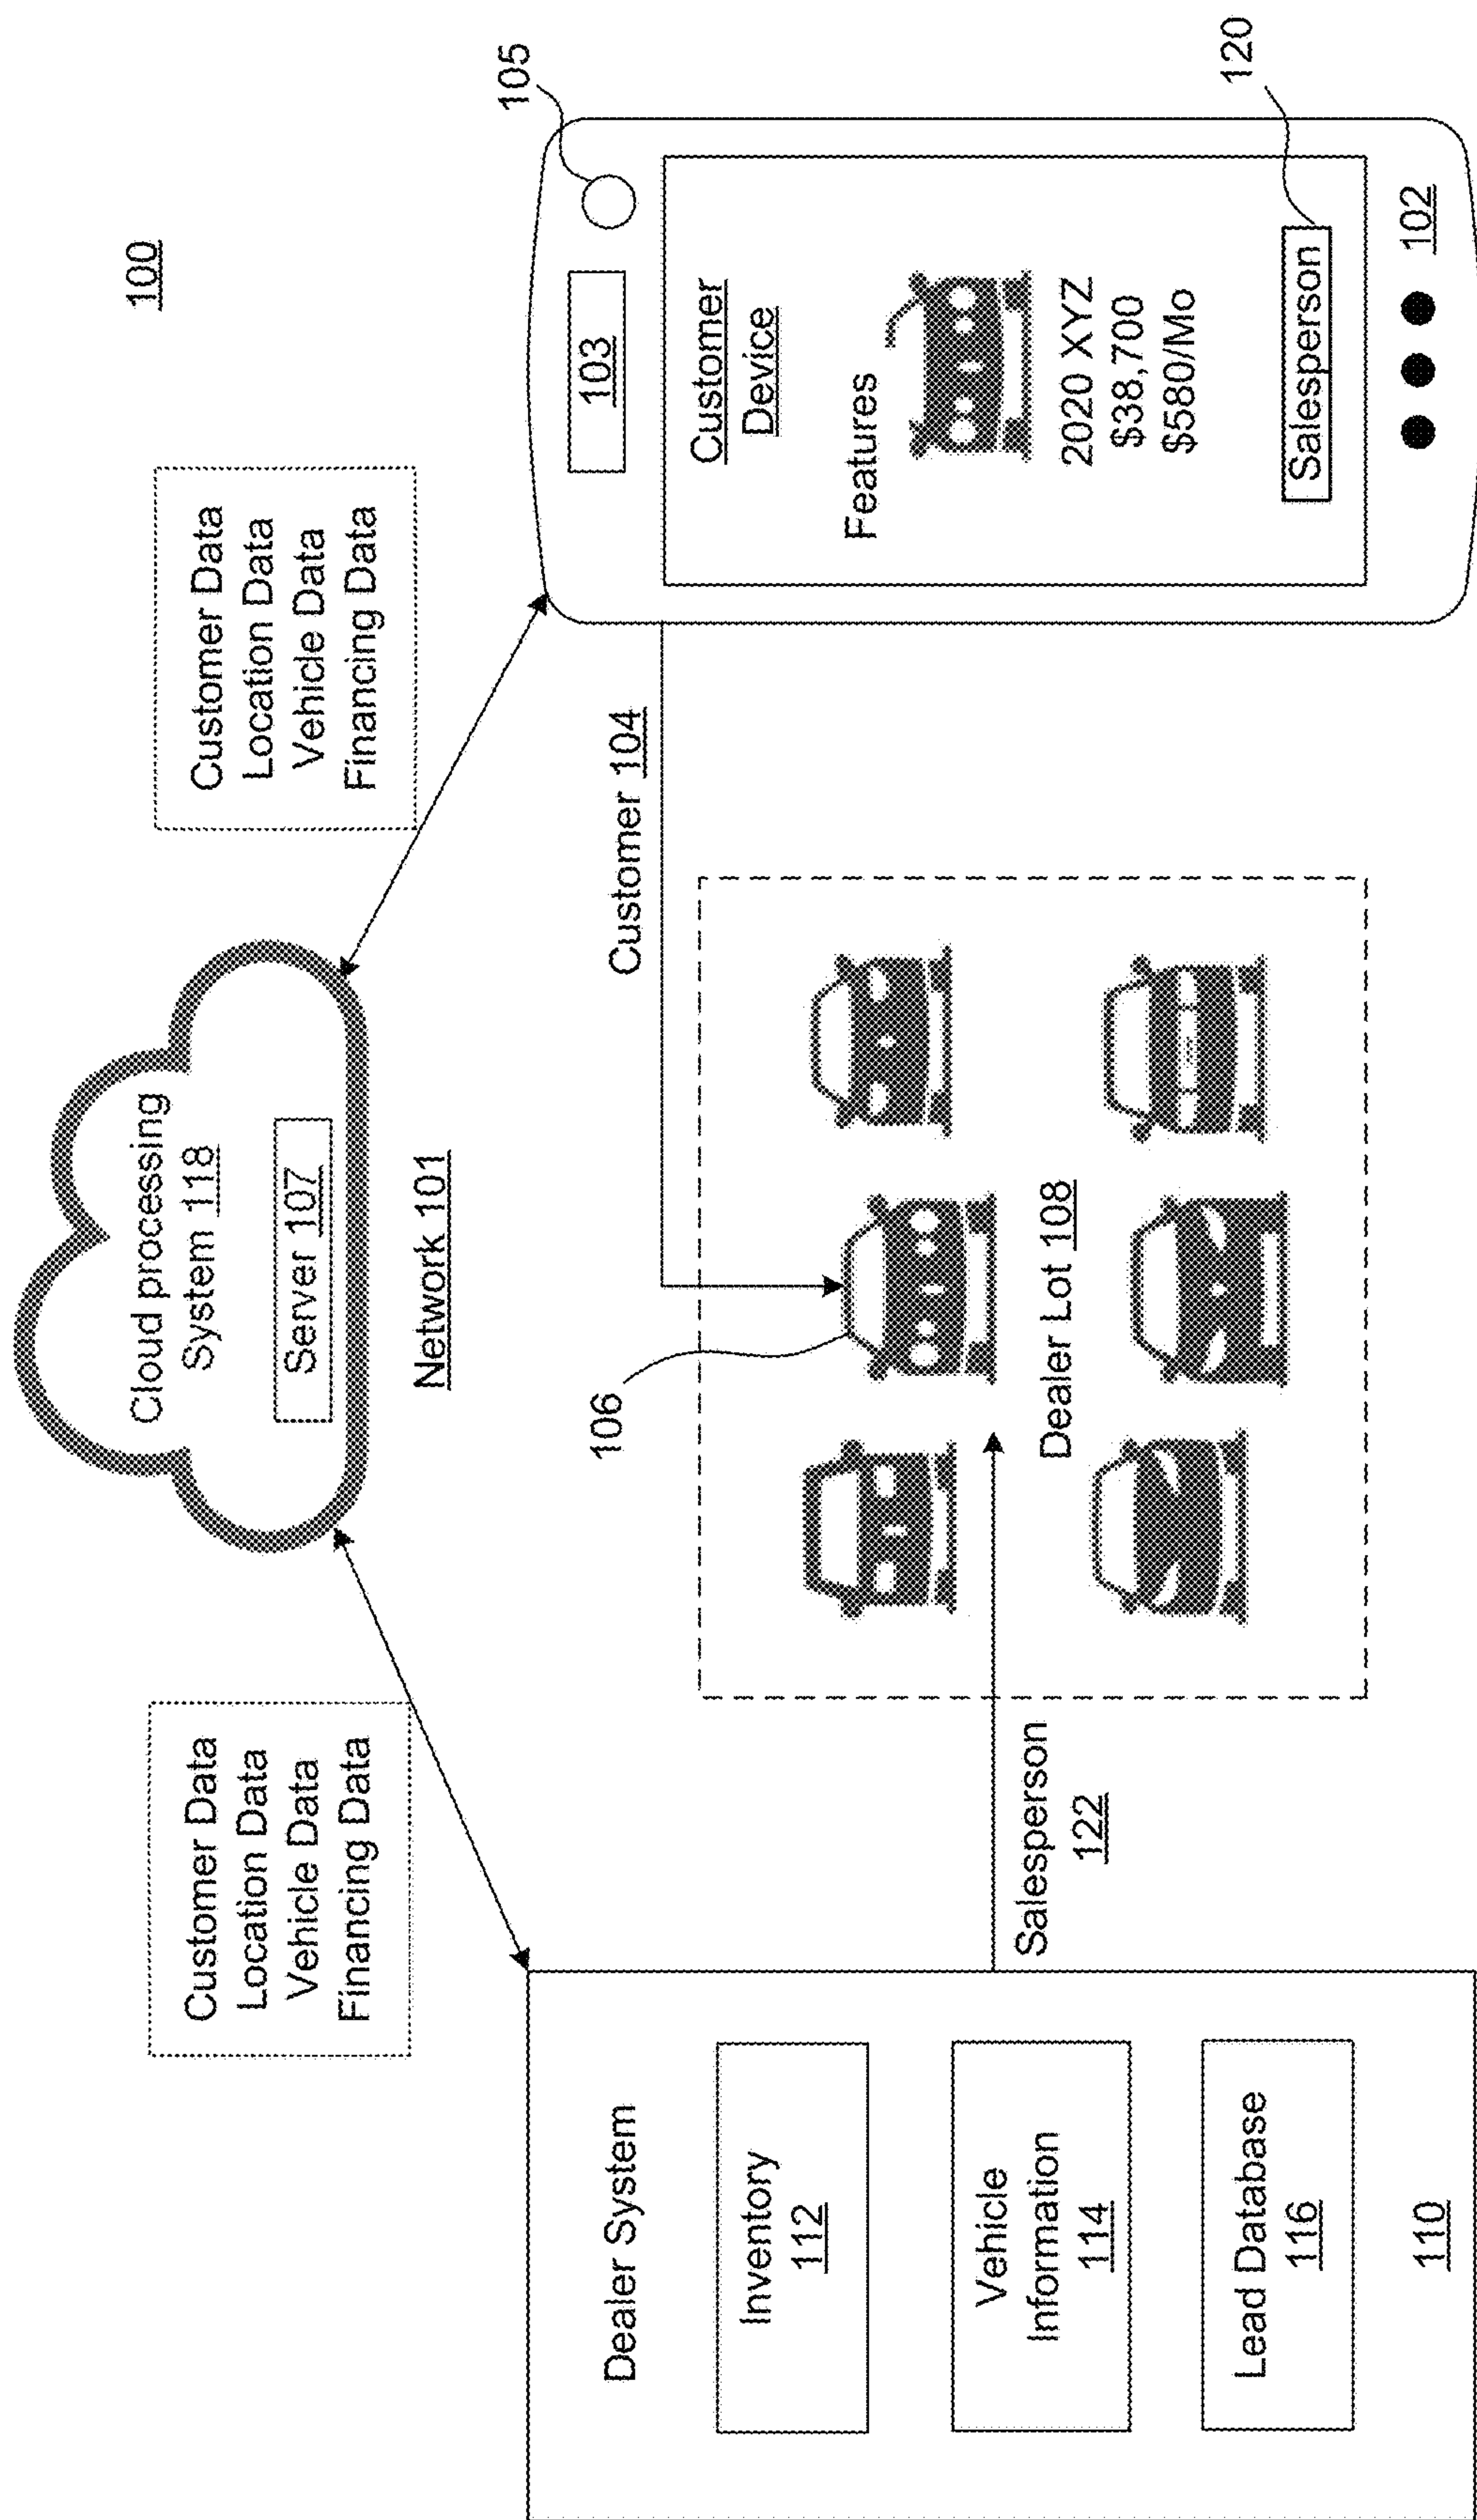 100
Cloud processing
System 118
Server 107
Network 101
Customer Data
Location Data
Vehicle Data
Financing Data
Customer Data
Location Data
Vehicle Data
Financing Data
Dealer System
Inventory
112
Vehicle
Information
114
Lead Database
116
110
Salesperson
122
106
Dealer Lot 108
Customer 104
105
103
Customer
Device
Features
2020 XYZ
$38,700
$580/Mo
Salesperson
120
102